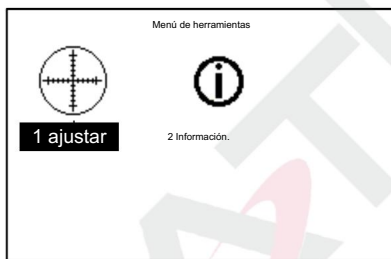 Menú de herramientas
1 ajustar
2 Información.